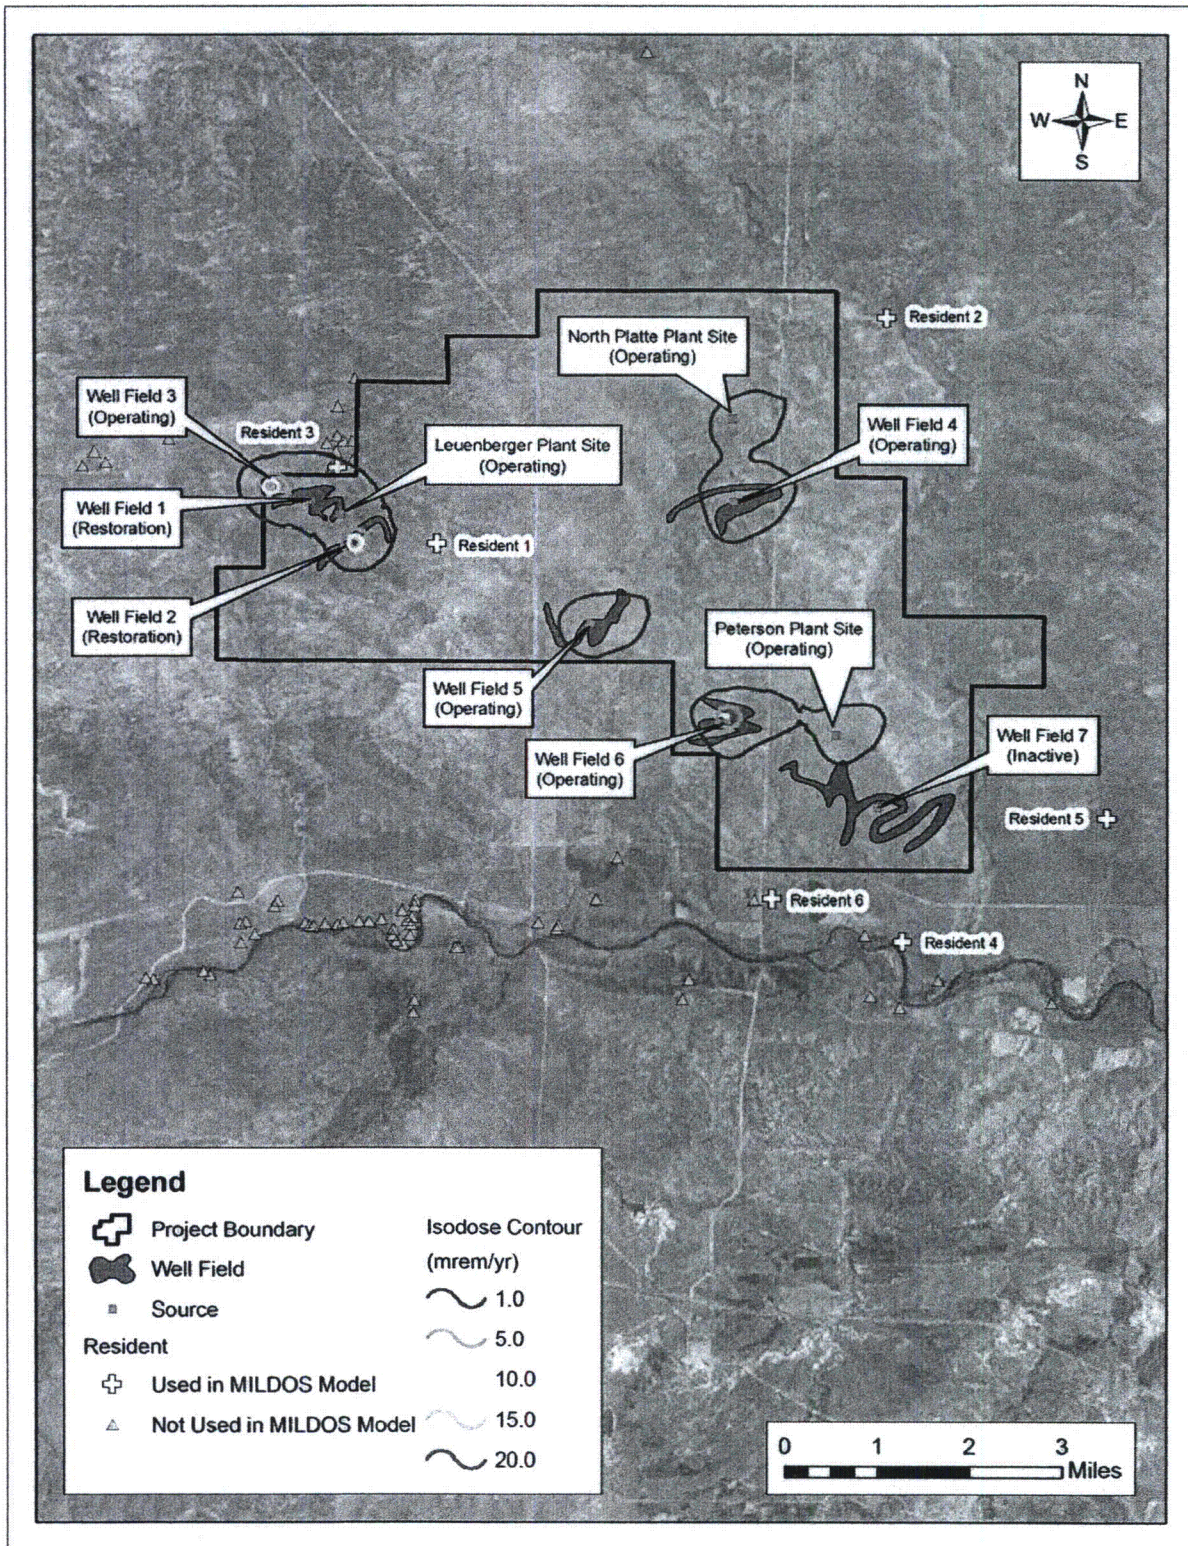 N
W E
S
Resident 2
North Platte Plant Site
(Operating)
Well Field 3
(Operating)
Resident 3
Leuenberger Plant Site
(Operating)
Well Field 4
(Operating)
Well Field 1
(Restoration)
Resident 1
Well Field 2
(Restoration)
Peterson Plant Site
(Operating)
Well Field 5
(Operating)
Well Field 7
(Inactive)
Well Field 6
(Operating)
Resident 5
Resident 6
Resident 4
Legend
Project Boundary
Well Field
Source
Resident
Used in MILDOS Model
Not Used in MILDOS Model
Isodose Contour
(mrem/yr)
1.0
5.0
10.0
15.0
20.0
0 1 2 3
Miles